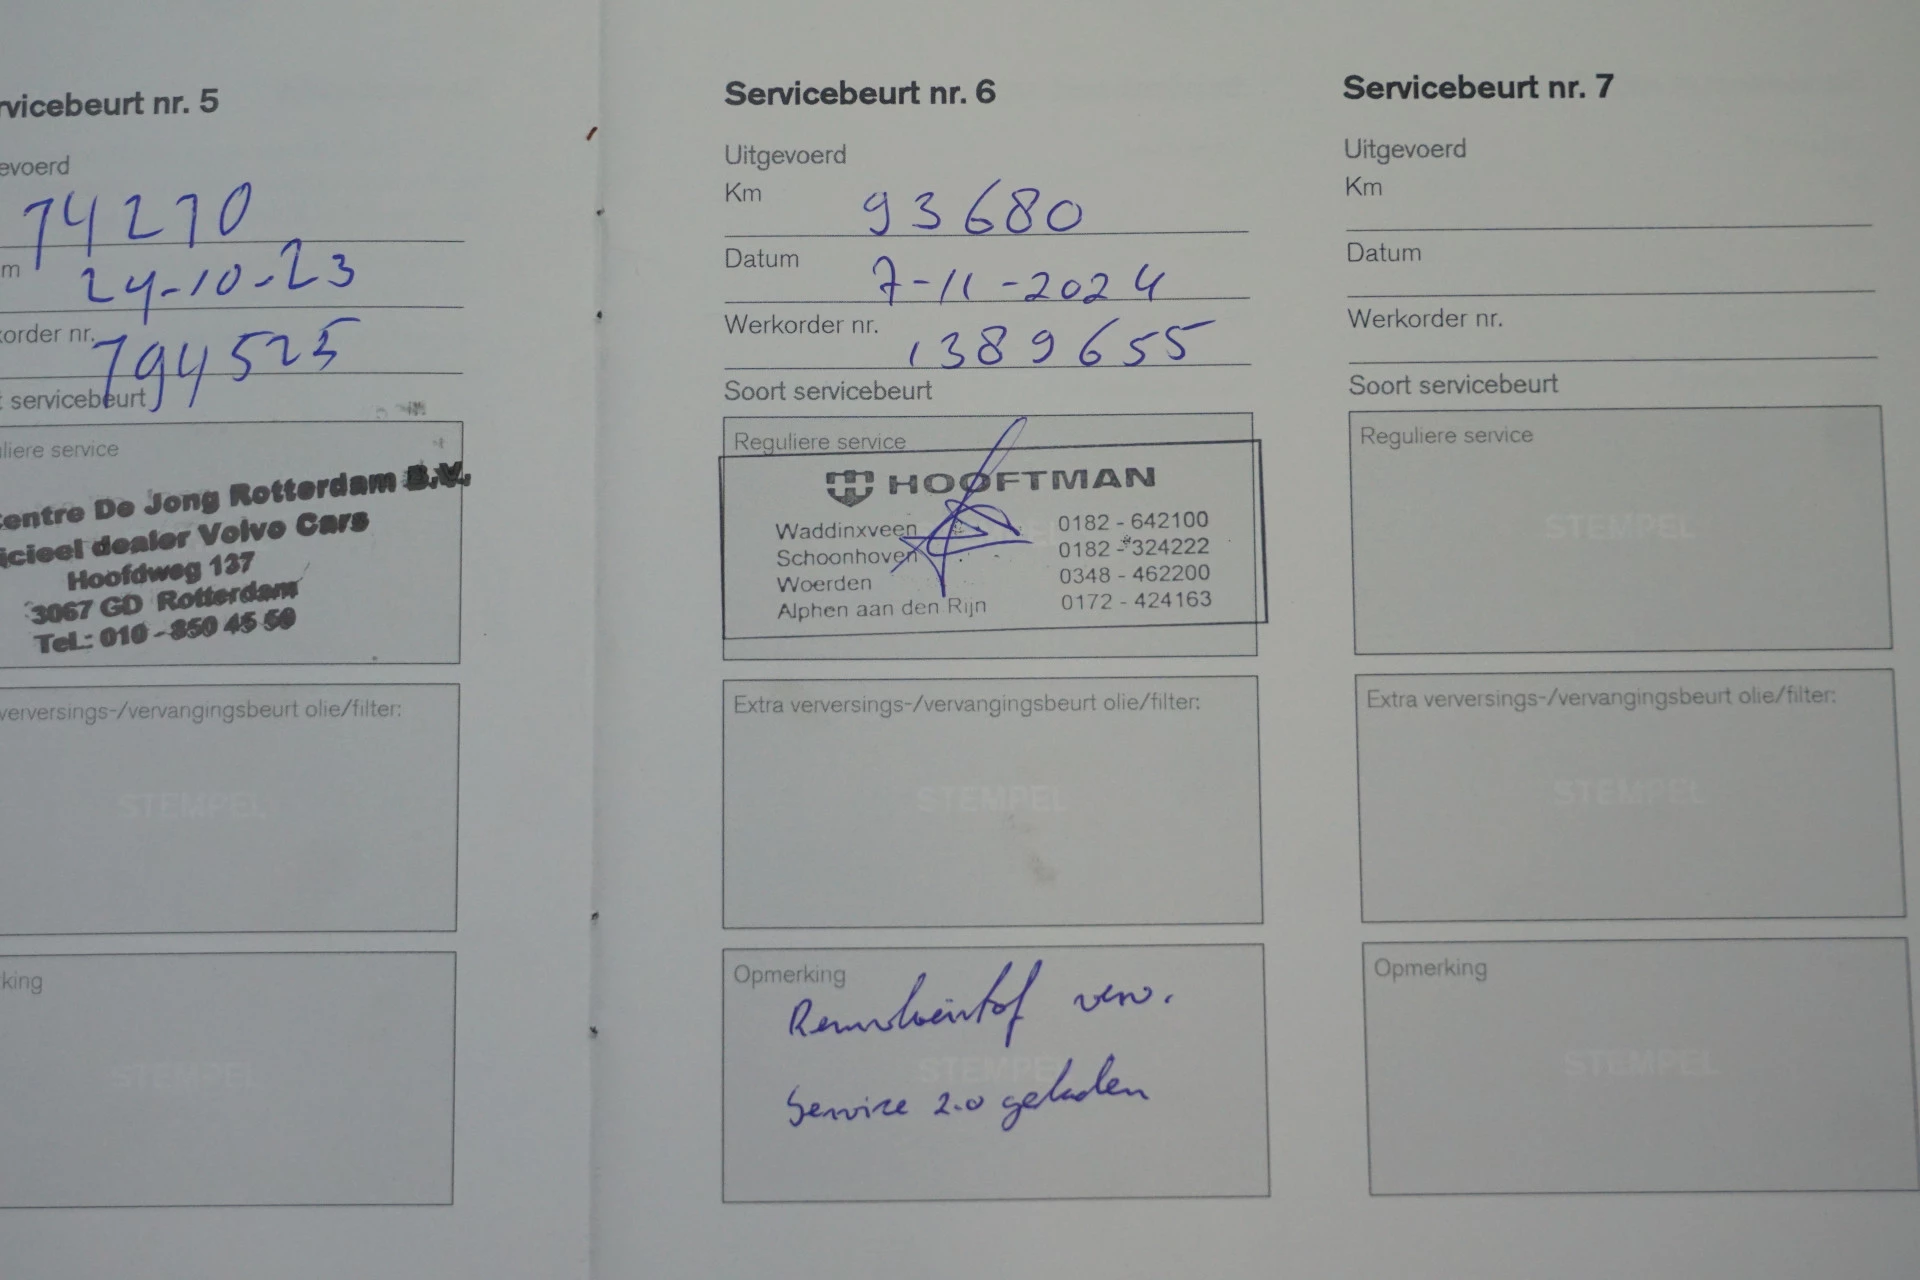 rvicebeurt nr. 5
evoerd
74270
m 24-10-23
korder nr. 794525
t servicebeurt
liere service
entre De Jong Rotterdam B.V.
icieel dealer Volvo Cars
Hoofdweg 137
3067 GD Rotterdam
Tel.: 010 - 850 45 50
verversings-/vervangingsbeurt olie/filter:
STEMPEL
king
STEMPEL
Servicebeurt nr. 6
Uitgevoerd
Km 93680
Datum 7-11-2024
Werkorder nr. 1389655
Soort servicebeurt
Reguliere service
HOOFTMAN
Waddinxveen 0182 - 642100
Schoonhoven 0182 - 324222
Woerden 0348 - 462200
Alphen aan den Rijn 0172 - 424163
Extra verversings-/vervangingsbeurt olie/filter:
STEMPEL
Opmerking
Remvloeistof verv.
STEMPEL
Service 2.0 geladen
Servicebeurt nr. 7
Uitgevoerd
Km
Datum
Werkorder nr.
Soort servicebeurt
Reguliere service
STEMPEL
Extra verversings-/vervangingsbeurt olie/filter:
STEMPEL
Opmerking
STEMPEL